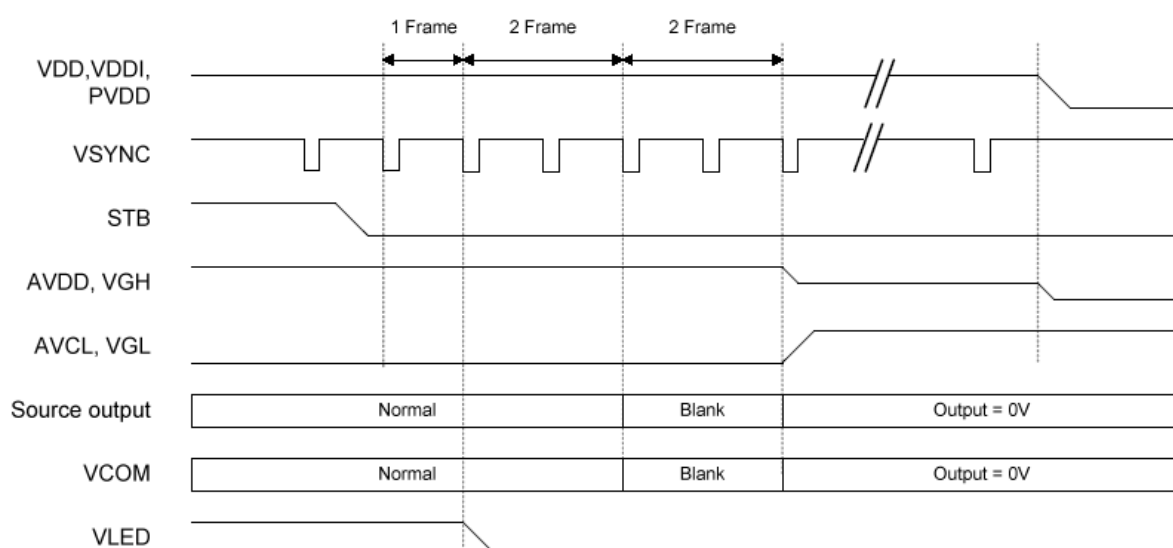 1 Frame 2 Frame 2 Frame
VDD,VDDI,
PVDD
VSYNC
STB
AVDD, VGH
AVCL, VGL
Source output Normal Blank Output = 0V
VCOM Normal Blank Output = 0V
VLED